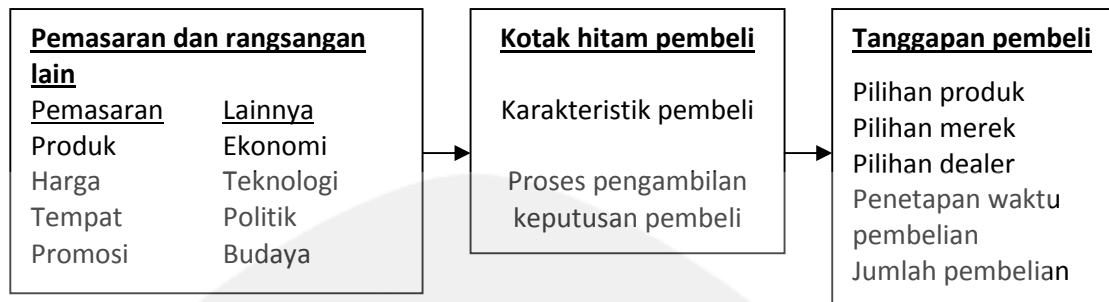 Pemasaran dan rangsangan
lain
Pemasaran Lainnya
Produk Ekonomi
Harga Teknologi
Tempat Politik
Promosi Budaya
Kotak hitam pembeli
Karakteristik pembeli
Proses pengambilan
keputusan pembeli
Tanggapan pembeli
Pilihan produk
Pilihan merek
Pilihan dealer
Penetapan waktu
pembelian
Jumlah pembelian